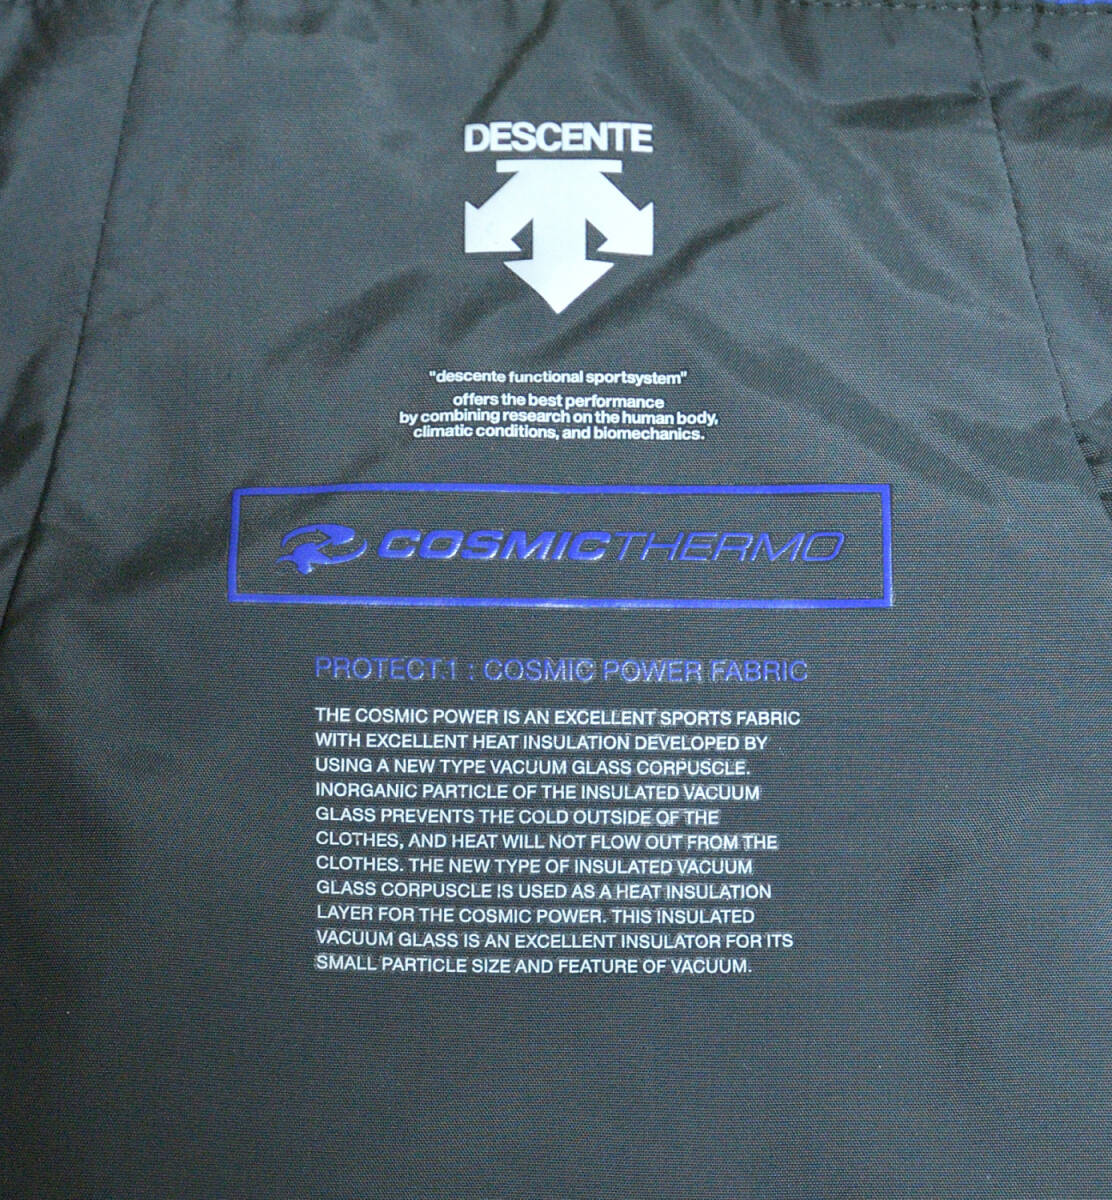 DESCENTE
"descente functional sportsystem"
offers the best performance
by combining research on the human body,
climatic conditions, and biomechanics.
COSMICTHERMO
PROTECT.1 : COSMIC POWER FABRIC
THE COSMIC POWER IS AN EXCELLENT SPORTS FABRIC
WITH EXCELLENT HEAT INSULATION DEVELOPED BY
USING A NEW TYPE VACUUM GLASS CORPUSCLE.
INORGANIC PARTICLE OF THE INSULATED VACUUM
GLASS PREVENTS THE COLD OUTSIDE OF THE
CLOTHES, AND HEAT WILL NOT FLOW OUT FROM THE
CLOTHES. THE NEW TYPE OF INSULATED VACUUM
GLASS CORPUSCLE IS USED AS A HEAT INSULATION
LAYER FOR THE COSMIC POWER. THIS INSULATED
VACUUM GLASS IS AN EXCELLENT INSULATOR FOR ITS
SMALL PARTICLE SIZE AND FEATURE OF VACUUM.